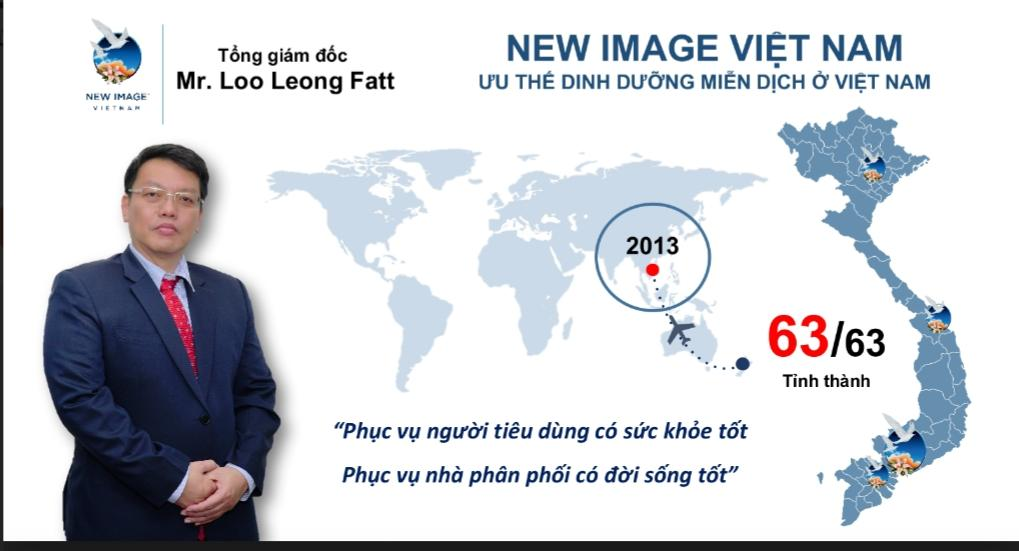 NEW IMAGE™
VIETNAM
Tổng giám đốc
Mr. Loo Leong Fatt
NEW IMAGE VIỆT NAM
ƯU THẾ DINH DƯỠNG MIỄN DỊCH Ở VIỆT NAM
2013
63/63
Tỉnh thành
“Phục vụ người tiêu dùng có sức khỏe tốt
Phục vụ nhà phân phối có đời sống tốt”